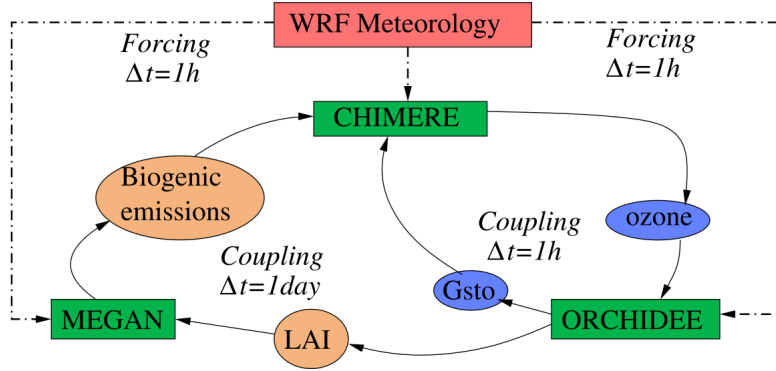 WRF Meteorology
Forcing
Δt=1h
Forcing
Δt=1h
CHIMERE
Biogenic
emissions
ozone
Coupling
Δt=1h
Coupling
Δt=1day
Gsto
MEGAN
LAI
ORCHIDEE